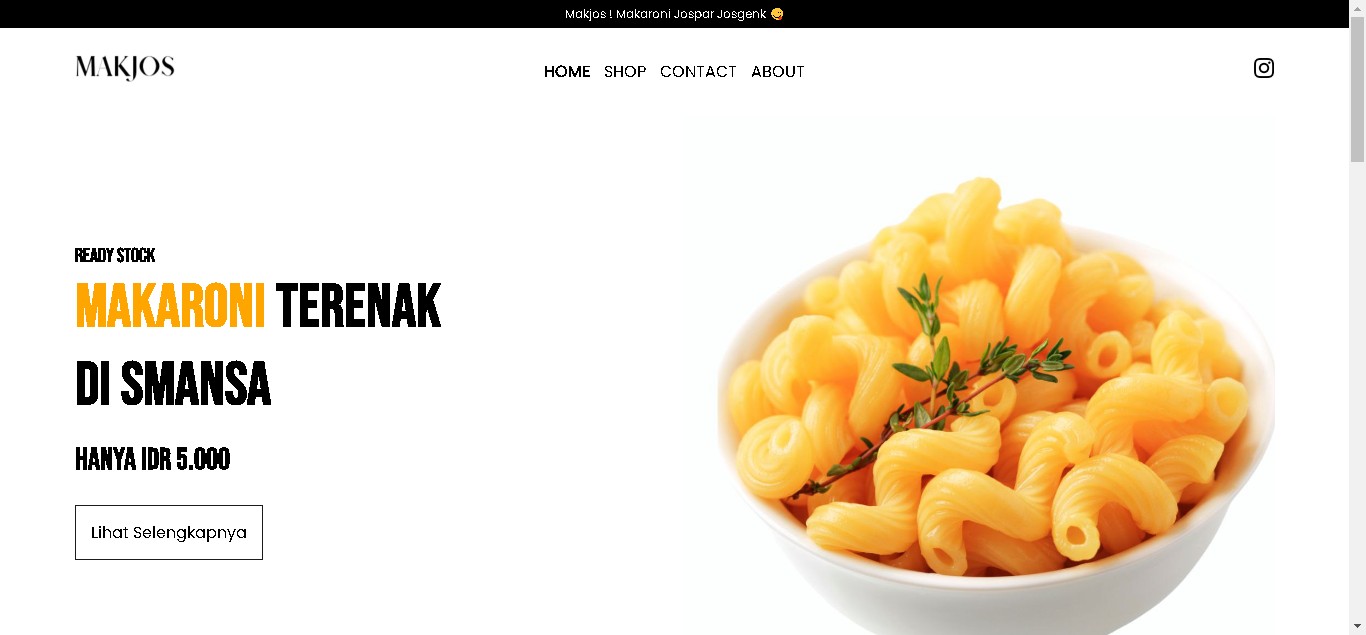 Makjos ! Makaroni Jospar Josgenk 😋
MAKJOS
HOME SHOP CONTACT ABOUT
READY STOCK
MAKARONI TERENAK
DI SMANSA
HANYA IDR 5.000
Lihat Selengkapnya